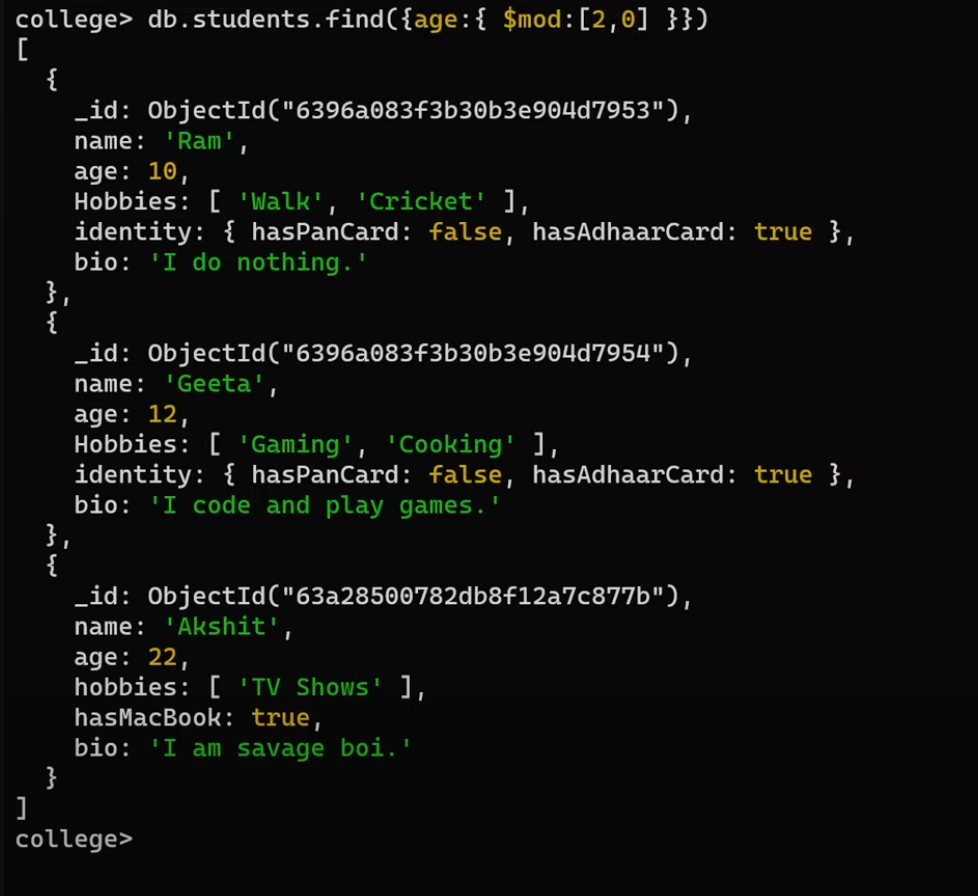 college> db.students.find({age:{ $mod:[2,0] }})
[
  {
    _id: ObjectId("6396a083f3b30b3e904d7953"),
    name: 'Ram',
    age: 10,
    Hobbies: [ 'Walk', 'Cricket' ],
    identity: { hasPanCard: false, hasAdhaarCard: true },
    bio: 'I do nothing.'
  },
  {
    _id: ObjectId("6396a083f3b30b3e904d7954"),
    name: 'Geeta',
    age: 12,
    Hobbies: [ 'Gaming', 'Cooking' ],
    identity: { hasPanCard: false, hasAdhaarCard: true },
    bio: 'I code and play games.'
  },
  {
    _id: ObjectId("63a28500782db8f12a7c877b"),
    name: 'Akshit',
    age: 22,
    hobbies: [ 'TV Shows' ],
    hasMacBook: true,
    bio: 'I am savage boi.'
  }
]
college>